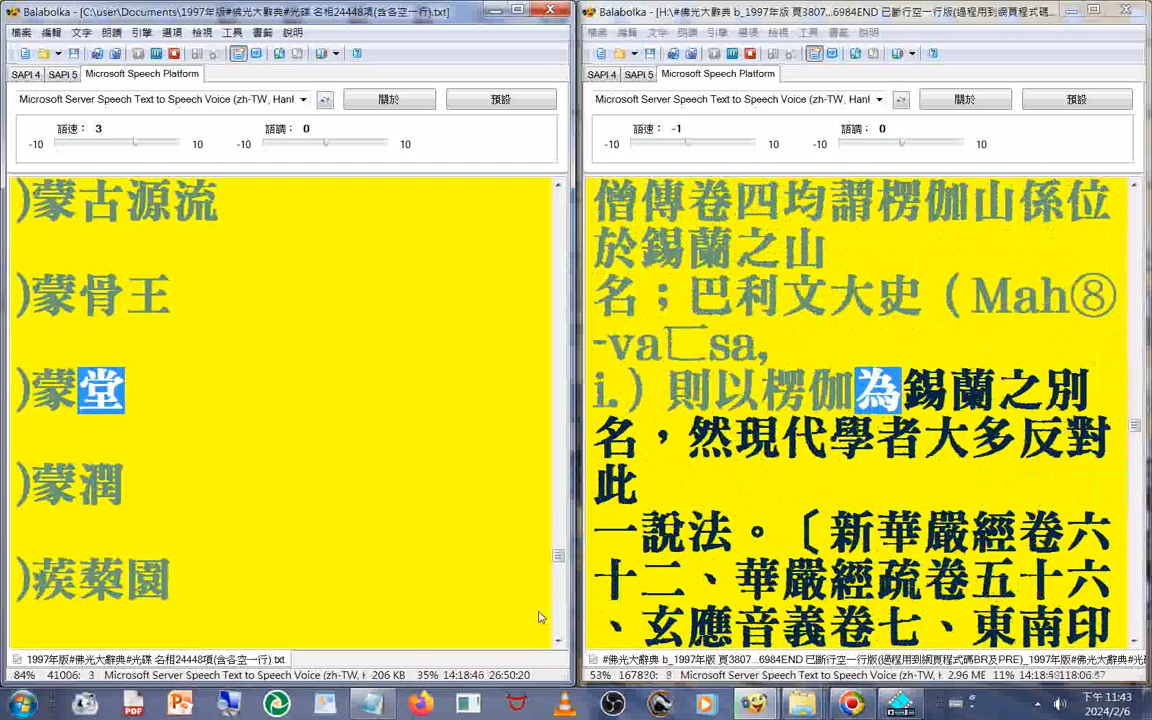 Balabolka - [C:\user\Documents\1997年版#佛光大辭典#光碟 名相24448項(含各空一行).txt]
檔案 編輯 文字 朗讀 引擎 選項 檢視 工具 書籤 說明
SAPI 4 SAPI 5 Microsoft Speech Platform
Microsoft Server Speech Text to Speech Voice (zh-TW, Hanl
關於 預設
語速： 3 語調： 0
-10 10 -10 10
)蒙古源流
)蒙骨王
)蒙堂
)蒙潤
)蒺蔾園
1997年版#佛光大辭典#光碟 名相24448項(含各空一行).txt
84% 41006: 3 Microsoft Server Speech Text to Speech Voice (zh-TW, H 206 KB 35% 14:18:46 26:50:20
Balabolka - [H:\#佛光大辭典 b_1997年版 頁3807...6984END 已斷行空一行版(過程用到網頁程式碼...
檔案 編輯 文字 朗讀 引擎 選項 檢視 工具 書籤 說明
SAPI 4 SAPI 5 Microsoft Speech Platform
Microsoft Server Speech Text to Speech Voice (zh-TW, Hanl
關於 預設
語速： -1 語調： 0
-10 10 -10 10
僧傳卷四均謂楞伽山係位
於錫蘭之山
名；巴利文大史（Mah⑧
-va匚sa,
i.）則以楞伽為錫蘭之別
名，然現代學者大多反對
此
一說法。〔新華嚴經卷六
十二、華嚴經疏卷五十六
、玄應音義卷七、東南印
#佛光大辭典 b_1997年版 頁3807...6984END 已斷行空一行版(過程用到網頁程式碼BR及PRE)_1997年版#佛光
53% 167830: 8 Microsoft Server Speech Text to Speech Voice (zh-TW, H 2.96 MB 11%
下午 11:43
2024/2/6